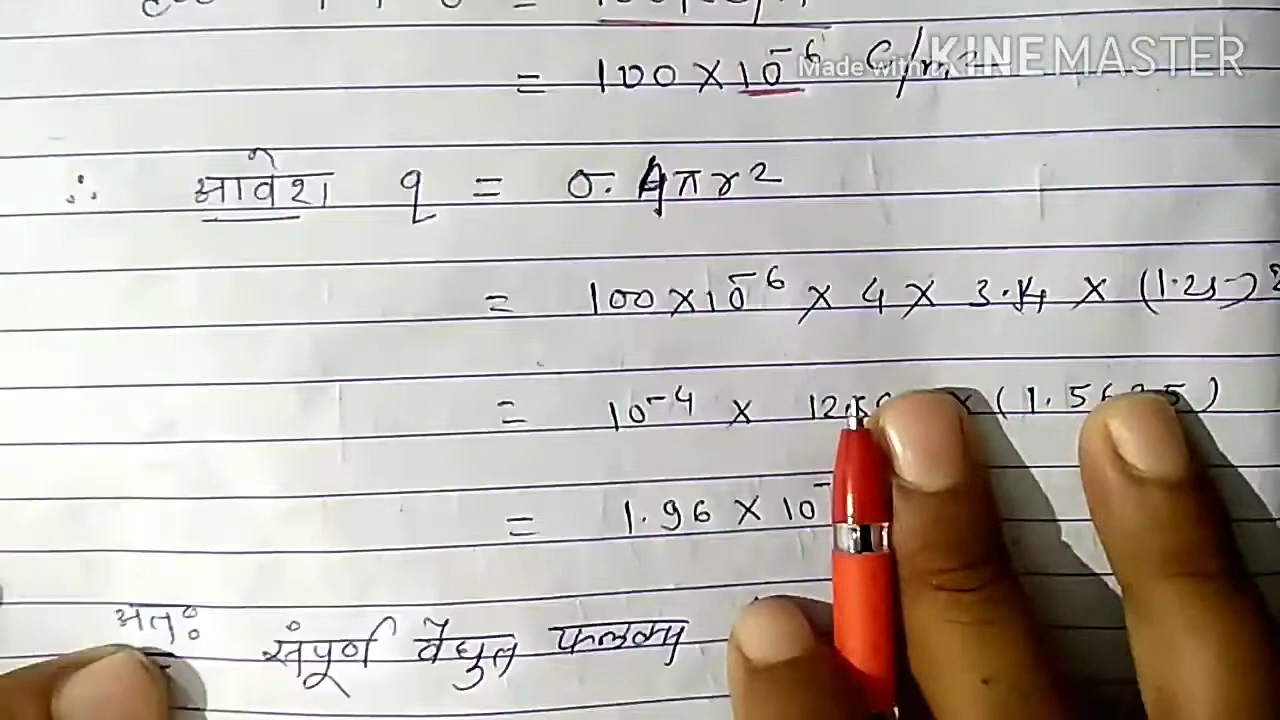 = 100 × 10⁻⁶ C/m²
Made with KINEMASTER
∴ आवेश q = σ. 4πr²
= 100 × 10⁻⁶ × 4 × 3.14 × (1.25)²
= 10⁻⁴ × 12.5 × (1.5625)
= 1.96 × 10⁻
अतः संपूर्ण वैद्युत फ्लक्स